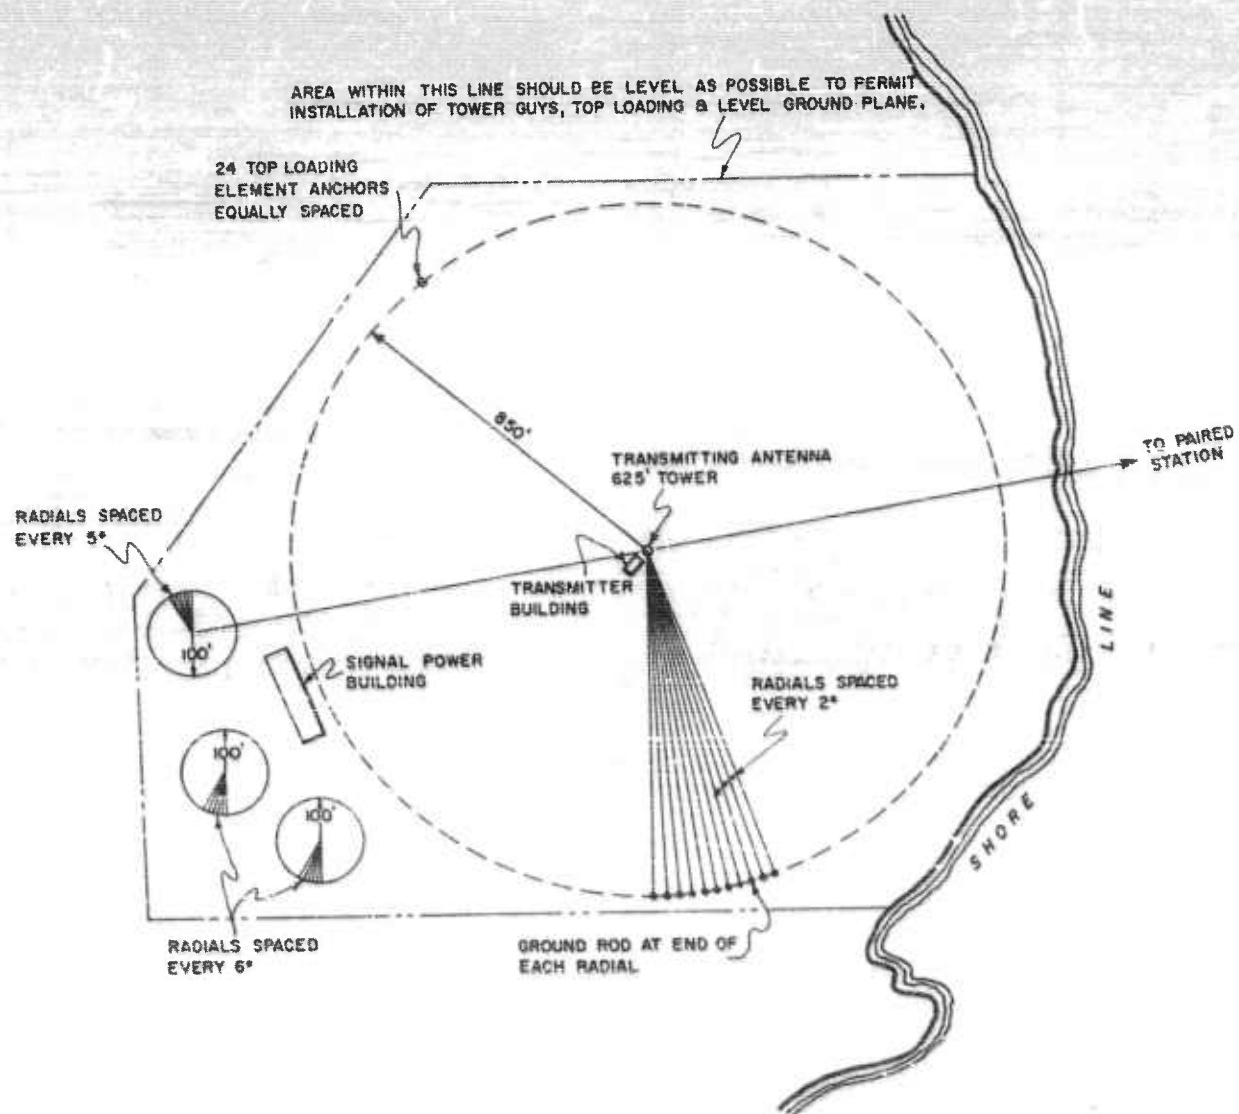 AREA WITHIN THIS LINE SHOULD BE LEVEL AS POSSIBLE TO PERMIT
INSTALLATION OF TOWER GUYS, TOP LOADING & LEVEL GROUND PLANE.
24 TOP LOADING
ELEMENT ANCHORS
EQUALLY SPACED
850'
TO PAIRED
STATION
TRANSMITTING ANTENNA
625' TOWER
RADIALS SPACED
EVERY 5°
TRANSMITTER
BUILDING
100'
SIGNAL POWER
BUILDING
RADIALS SPACED
EVERY 2°
SHORE LINE
100'
100'
RADIALS SPACED
EVERY 6°
GROUND ROD AT END OF
EACH RADIAL